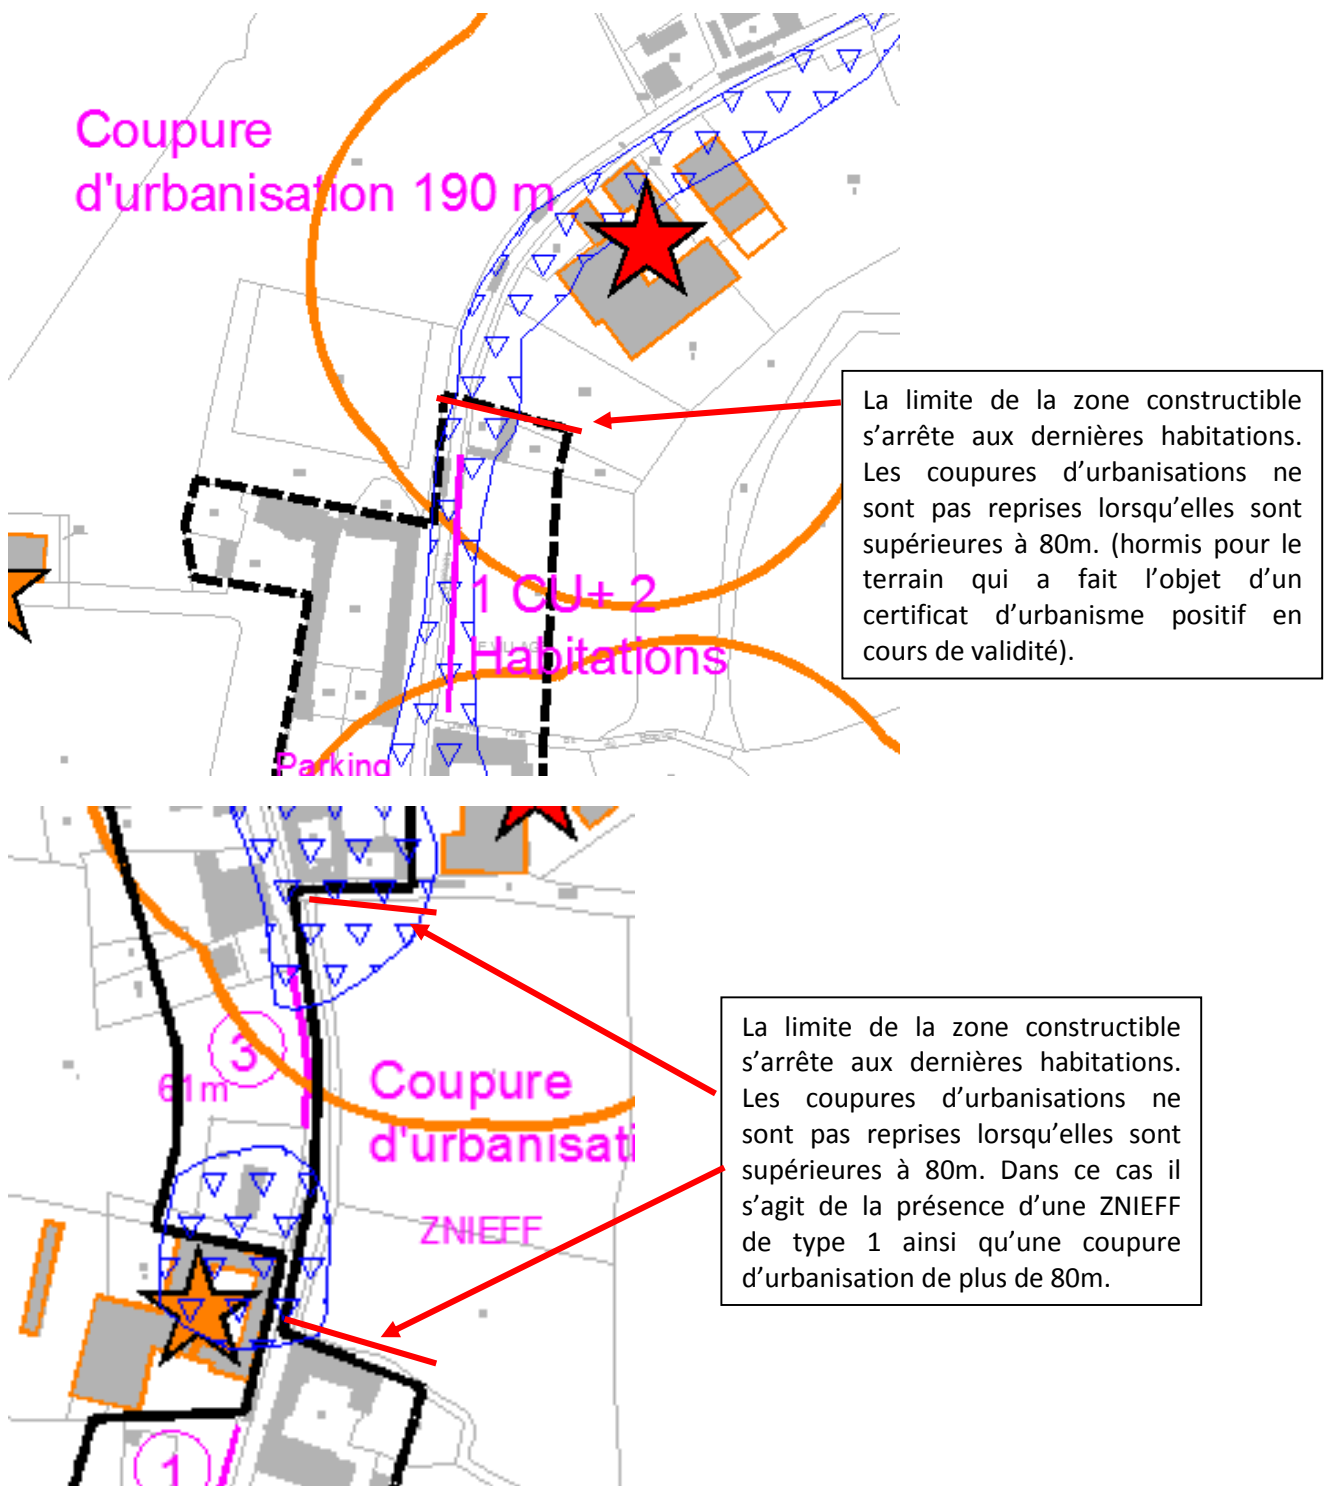 Coupure
d'urbanisation 190 m
La limite de la zone constructible
s’arrête aux dernières habitations.
Les coupures d’urbanisations ne
sont pas reprises lorsqu’elles sont
supérieures à 80m. (hormis pour le
terrain qui a fait l’objet d’un
certificat d’urbanisme positif en
cours de validité).
1 CU+ 2
Habitations
Parking
3
61m
Coupure
d'urbanisati
ZNIEFF
1
La limite de la zone constructible
s’arrête aux dernières habitations.
Les coupures d’urbanisations ne
sont pas reprises lorsqu’elles sont
supérieures à 80m. Dans ce cas il
s’agit de la présence d’une ZNIEFF
de type 1 ainsi qu’une coupure
d’urbanisation de plus de 80m.